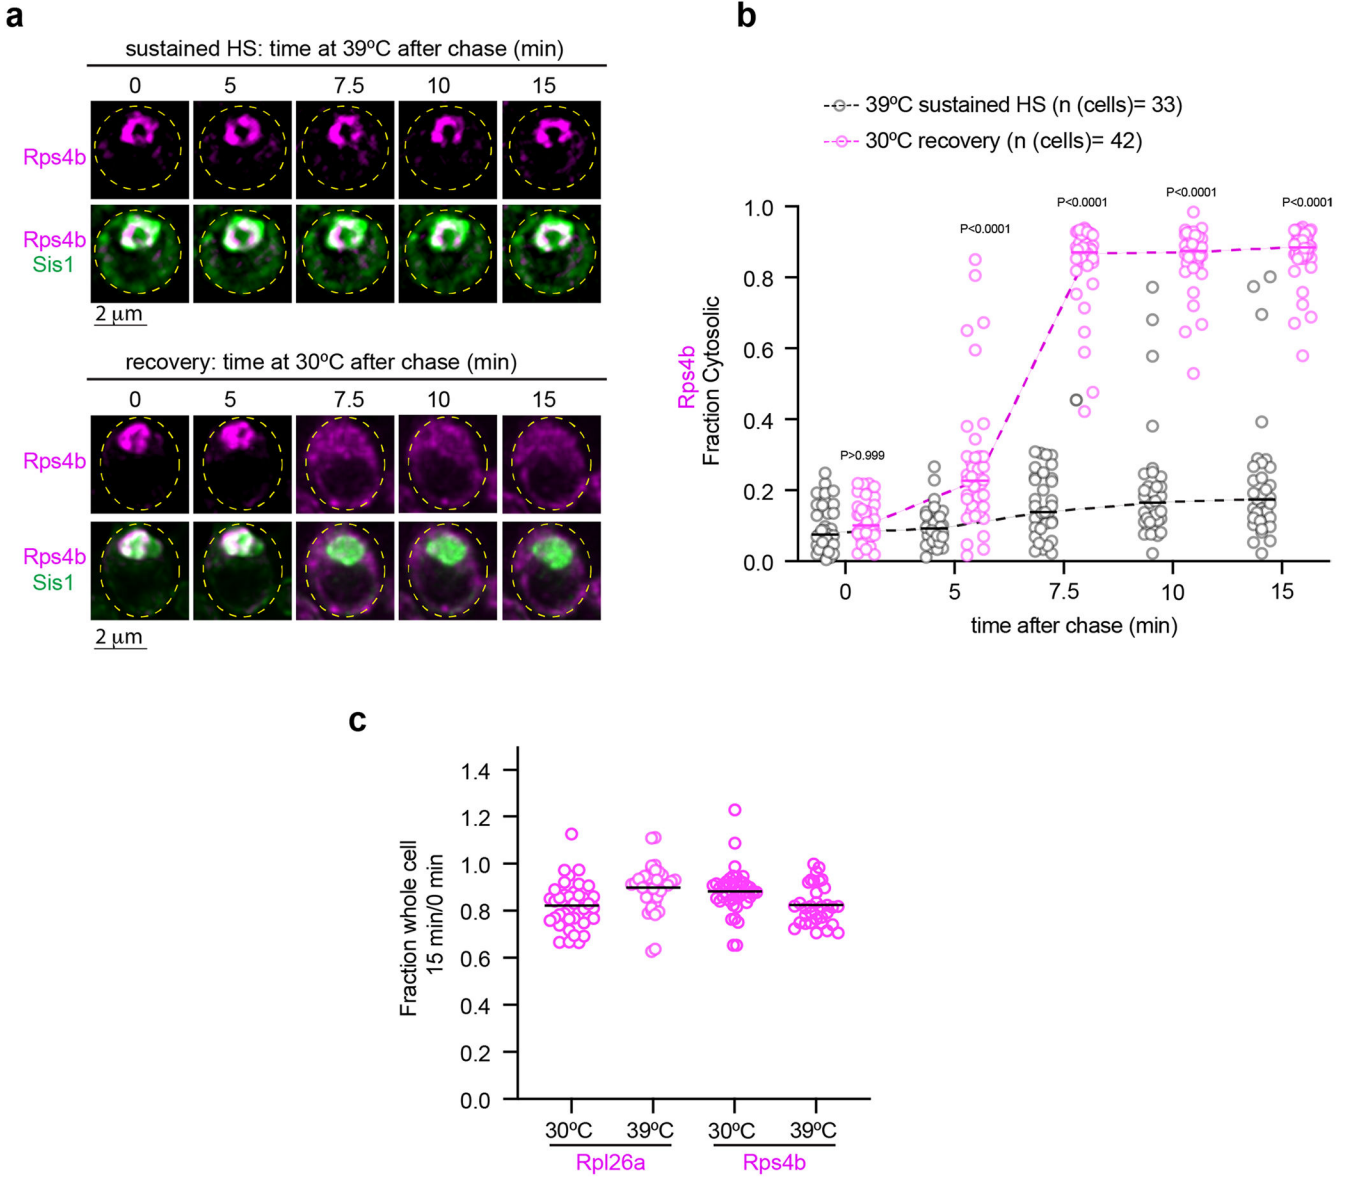 a
sustained HS: time at 39ºC after chase (min)
0 5 7.5 10 15
Rps4b
Rps4b
Sis1
2 μm
recovery: time at 30ºC after chase (min)
0 5 7.5 10 15
Rps4b
Rps4b
Sis1
2 μm
b
39ºC sustained HS (n (cells)= 33)
30ºC recovery (n (cells)= 42)
Rps4b
Fraction Cytosolic
1.0
0.8
0.6
0.4
0.2
0.0
P>0.999
P<0.0001
P<0.0001
P<0.0001
P<0.0001
0 5 7.5 10 15
time after chase (min)
c
Fraction whole cell
15 min/0 min
1.4
1.2
1.0
0.8
0.6
0.4
0.2
0.0
30ºC 39ºC 30ºC 39ºC
Rpl26a Rps4b